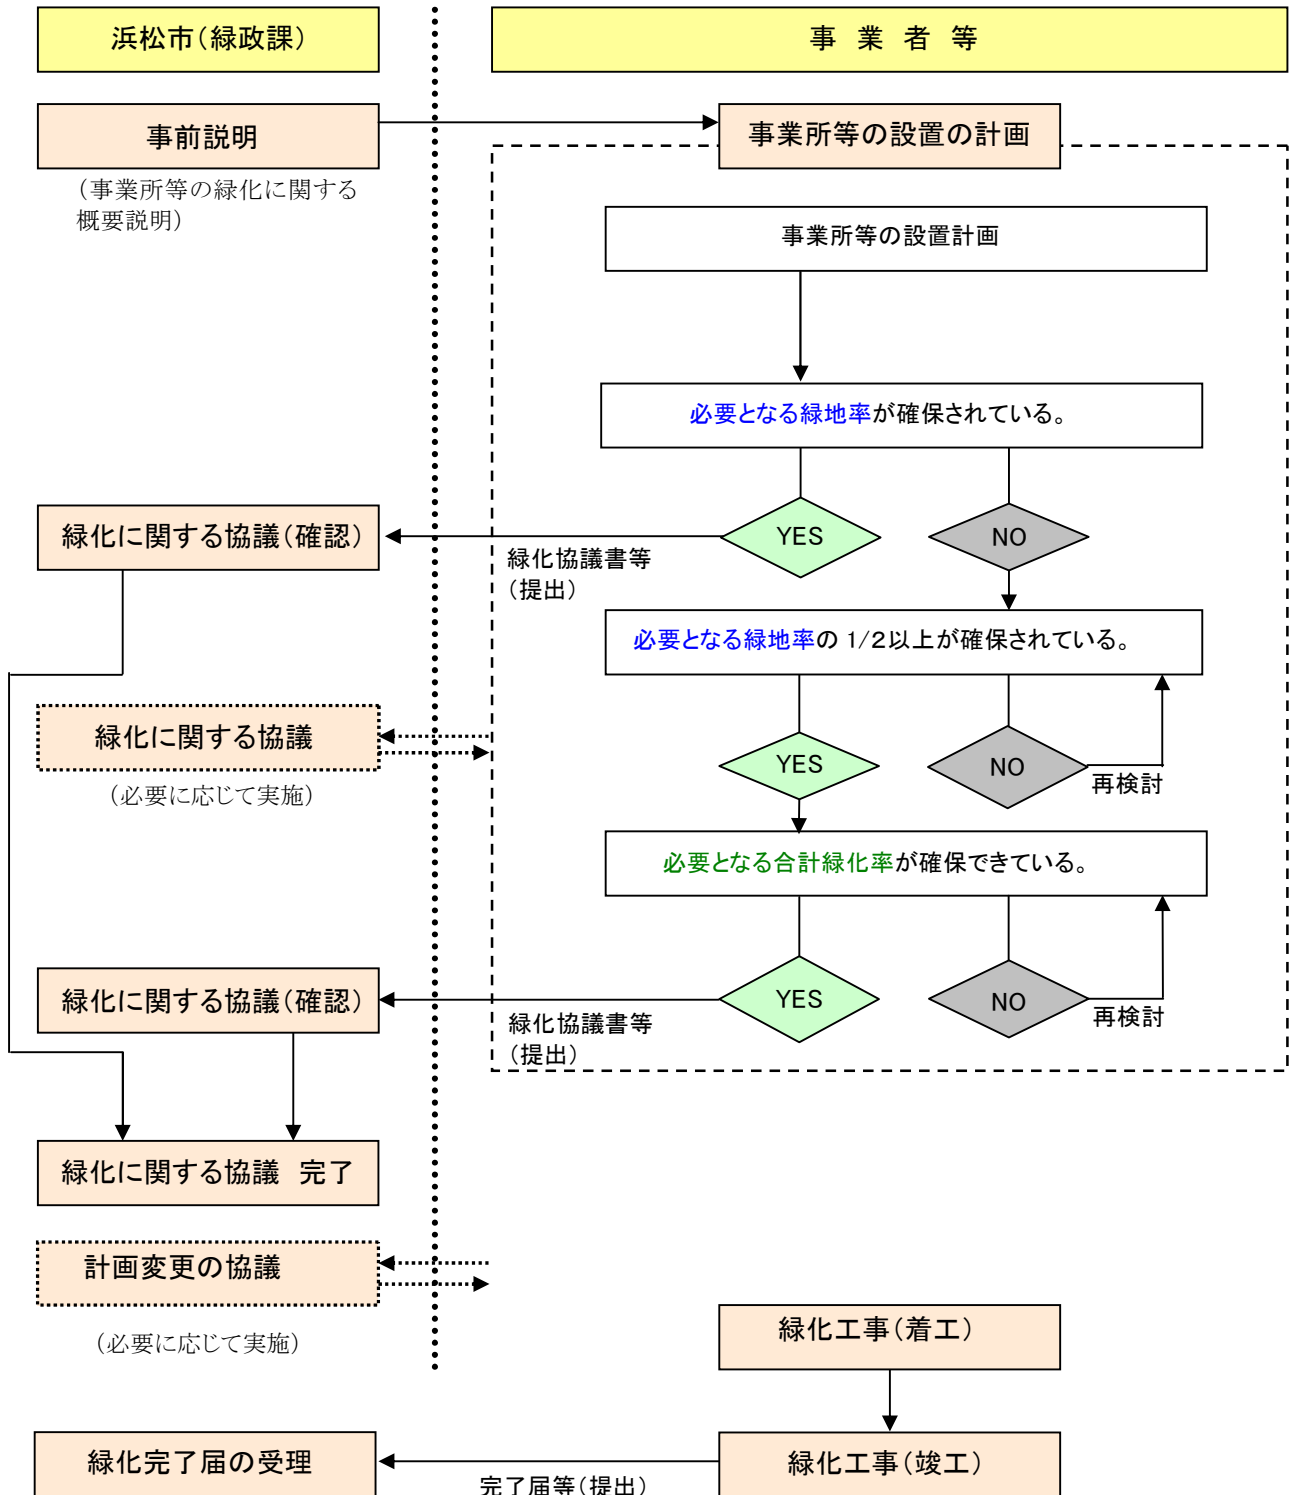 浜松市(緑政課)
事 業 者 等
事前説明
事業所等の設置の計画
(事業所等の緑化に関する
概要説明)
事業所等の設置計画
必要となる緑地率が確保されている。
YES
NO
緑化に関する協議(確認)
緑化協議書等
(提出)
必要となる緑地率の 1/2以上が確保されている。
緑化に関する協議
(必要に応じて実施)
YES
NO
再検討
必要となる合計緑化率が確保できている。
YES
NO
再検討
緑化に関する協議(確認)
緑化協議書等
(提出)
緑化に関する協議 完了
計画変更の協議
(必要に応じて実施)
緑化工事(着工)
緑化完了届の受理
完了届等(提出)
緑化工事(竣工)